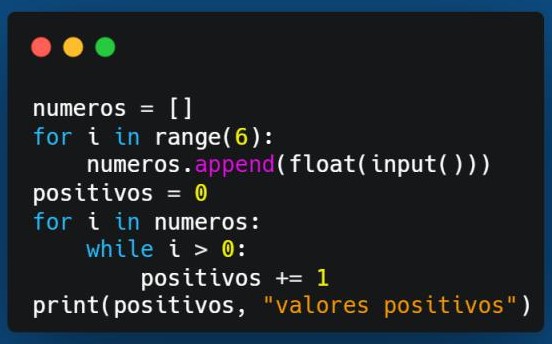 numeros = []
for i in range(6):
    numeros.append(float(input()))
positivos = 0
for i in numeros:
    while i > 0:
        positivos += 1
print(positivos, "valores positivos")